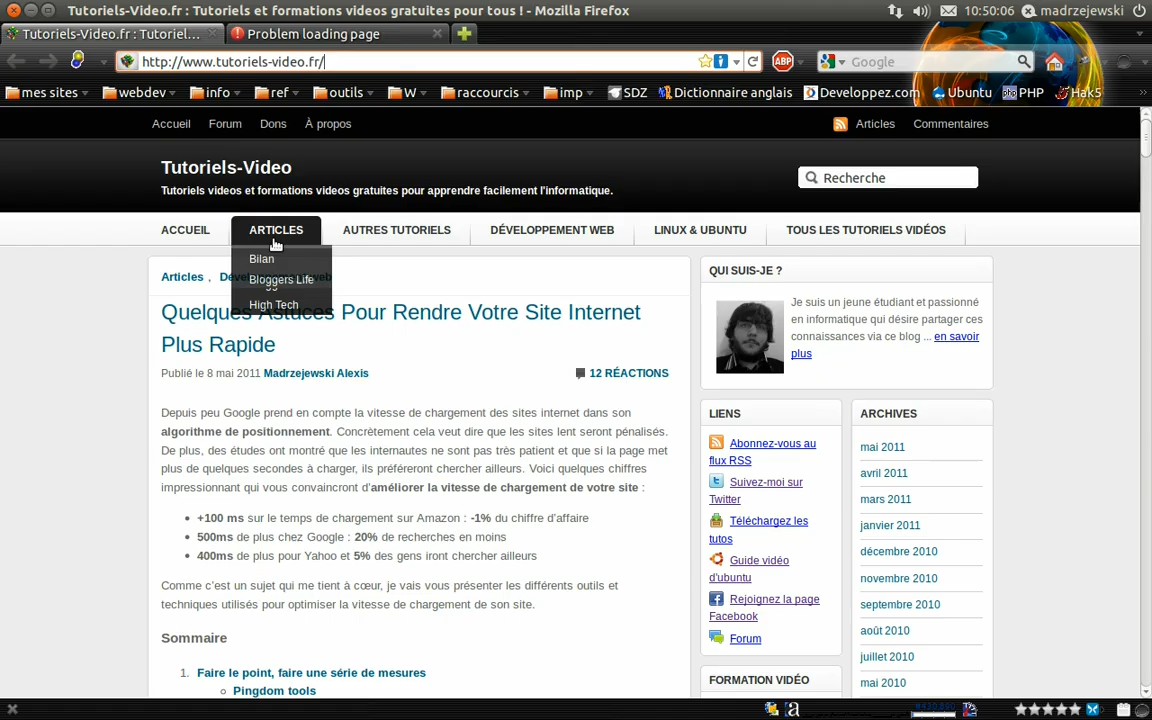 Tutoriels-Video.fr : Tutoriels et formations videos gratuites pour tous ! - Mozilla Firefox
10:50:06 madrzejewski
Tutoriels-Video.fr : Tutoriel...
Problem loading page
http://www.tutoriels-video.fr/
ABP
Google
mes sites
webdev
info
ref
outils
W
raccourcis
imp
SDZ
Dictionnaire anglais
Developpez.com
Ubuntu
PHP
Hak5
Accueil
Forum
Dons
À propos
Articles
Commentaires
Tutoriels-Video
Tutoriels videos et formations videos gratuites pour apprendre facilement l'informatique.
Recherche
ACCUEIL
ARTICLES
AUTRES TUTORIELS
DÉVELOPPEMENT WEB
LINUX & UBUNTU
TOUS LES TUTORIELS VIDÉOS
Bilan
Bloggers Life
High Tech
Articles ,
Quelques Astuces Pour Rendre Votre Site Internet
Plus Rapide
Publié le 8 mai 2011 Madrzejewski Alexis
12 RÉACTIONS
Depuis peu Google prend en compte la vitesse de chargement des sites internet dans son
algorithme de positionnement. Concrètement cela veut dire que les sites lent seront pénalisés.
De plus, des études ont montré que les internautes ne sont pas très patient et que si la page met
plus de quelques secondes à charger, ils préféreront chercher ailleurs. Voici quelques chiffres
impressionnant qui vous convaincront d'améliorer la vitesse de chargement de votre site :
+100 ms sur le temps de chargement sur Amazon : -1% du chiffre d'affaire
500ms de plus chez Google : 20% de recherches en moins
400ms de plus pour Yahoo et 5% des gens iront chercher ailleurs
Comme c'est un sujet qui me tient à cœur, je vais vous présenter les différents outils et
techniques utilisés pour optimiser la vitesse de chargement de son site.
Sommaire
1. Faire le point, faire une série de mesures
Pingdom tools
QUI SUIS-JE ?
Je suis un jeune étudiant et passionné
en informatique qui désire partager ces
connaissances via ce blog ... en savoir
plus
LIENS
Abonnez-vous au
flux RSS
Suivez-moi sur
Twitter
Téléchargez les
tutos
Guide vidéo
d'ubuntu
Rejoignez la page
Facebook
Forum
FORMATION VIDÉO
ARCHIVES
mai 2011
avril 2011
mars 2011
janvier 2011
décembre 2010
novembre 2010
septembre 2010
août 2010
juillet 2010
mai 2010